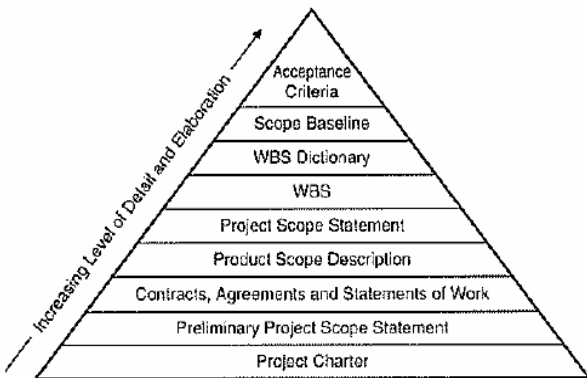 Increasing Level of Detail and Elaboration
Acceptance
Criteria
Scope Baseline
WBS Dictionary
WBS
Project Scope Statement
Product Scope Description
Contracts, Agreements and Statements of Work
Preliminary Project Scope Statement
Project Charter